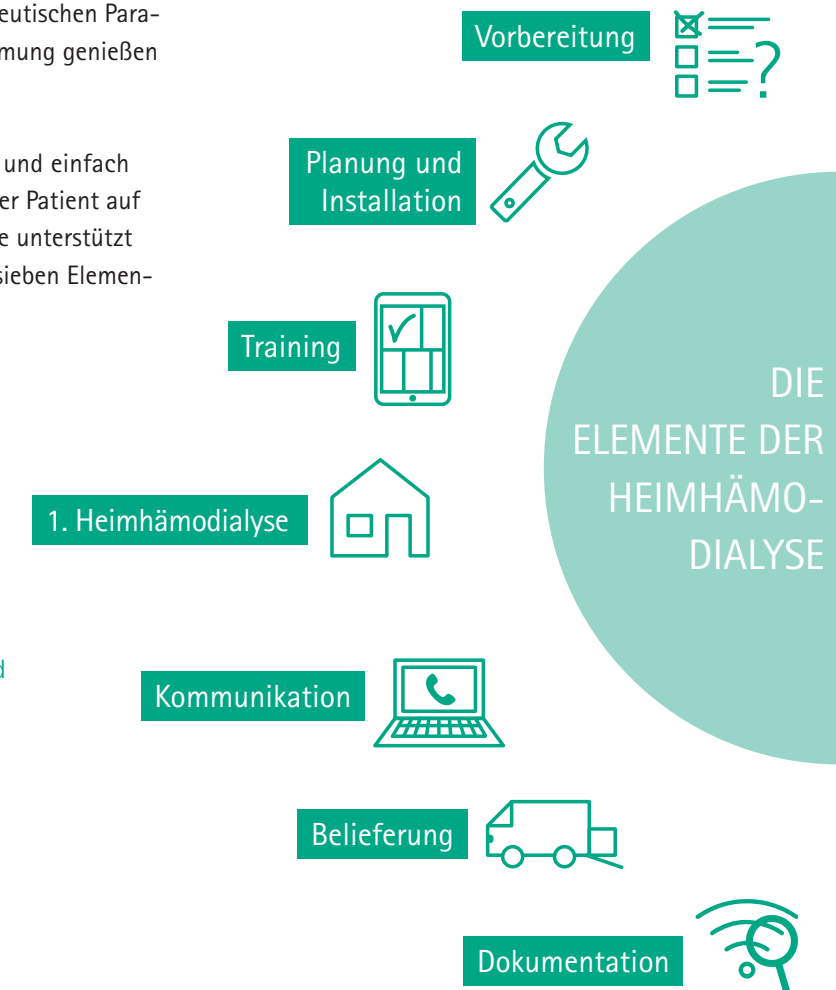 eutischen Para-
mung genießen
und einfach
er Patient auf
e unterstützt
sieben Elemen-
d
Vorbereitung
?
Planung und
Installation
Training
1. Heimhämodialyse
Kommunikation
Belieferung
Dokumentation
DIE
ELEMENTE DER
HEIMHÄMO-
DIALYSE